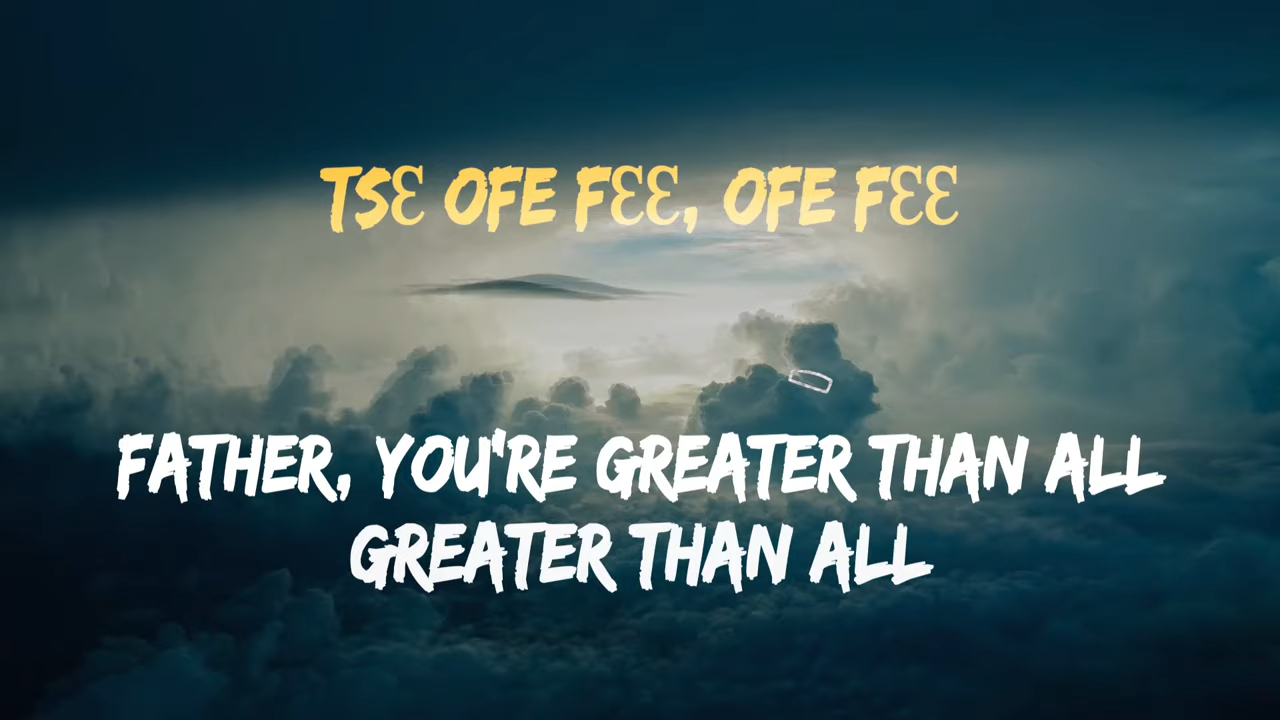 TSƐ OFE FƐƐ, OFE FƐƐ
FATHER, YOU'RE GREATER THAN ALL
GREATER THAN ALL